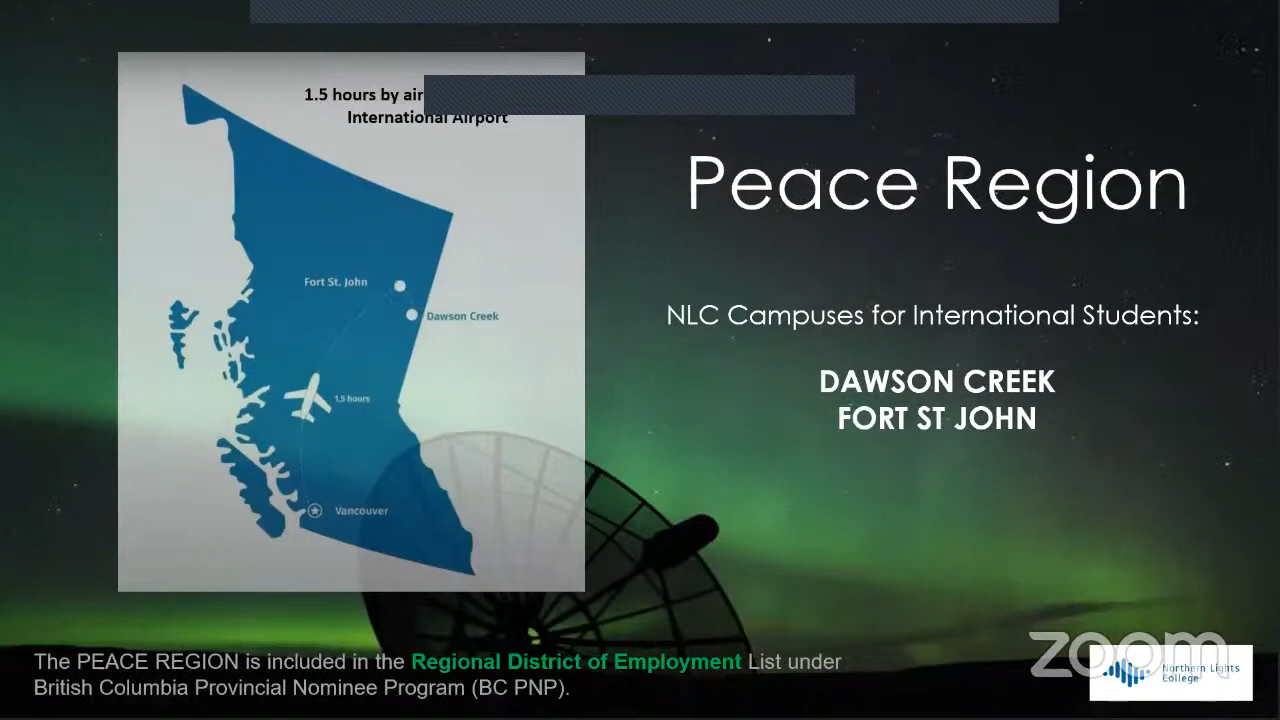 1.5 hours by air
International Airport
Peace Region
Fort St. John
Dawson Creek
NLC Campuses for International Students:
DAWSON CREEK
FORT ST JOHN
1.5 hours
Vancouver
The PEACE REGION is included in the Regional District of Employment List under
British Columbia Provincial Nominee Program (BC PNP).
zoom
Northern Lights
College